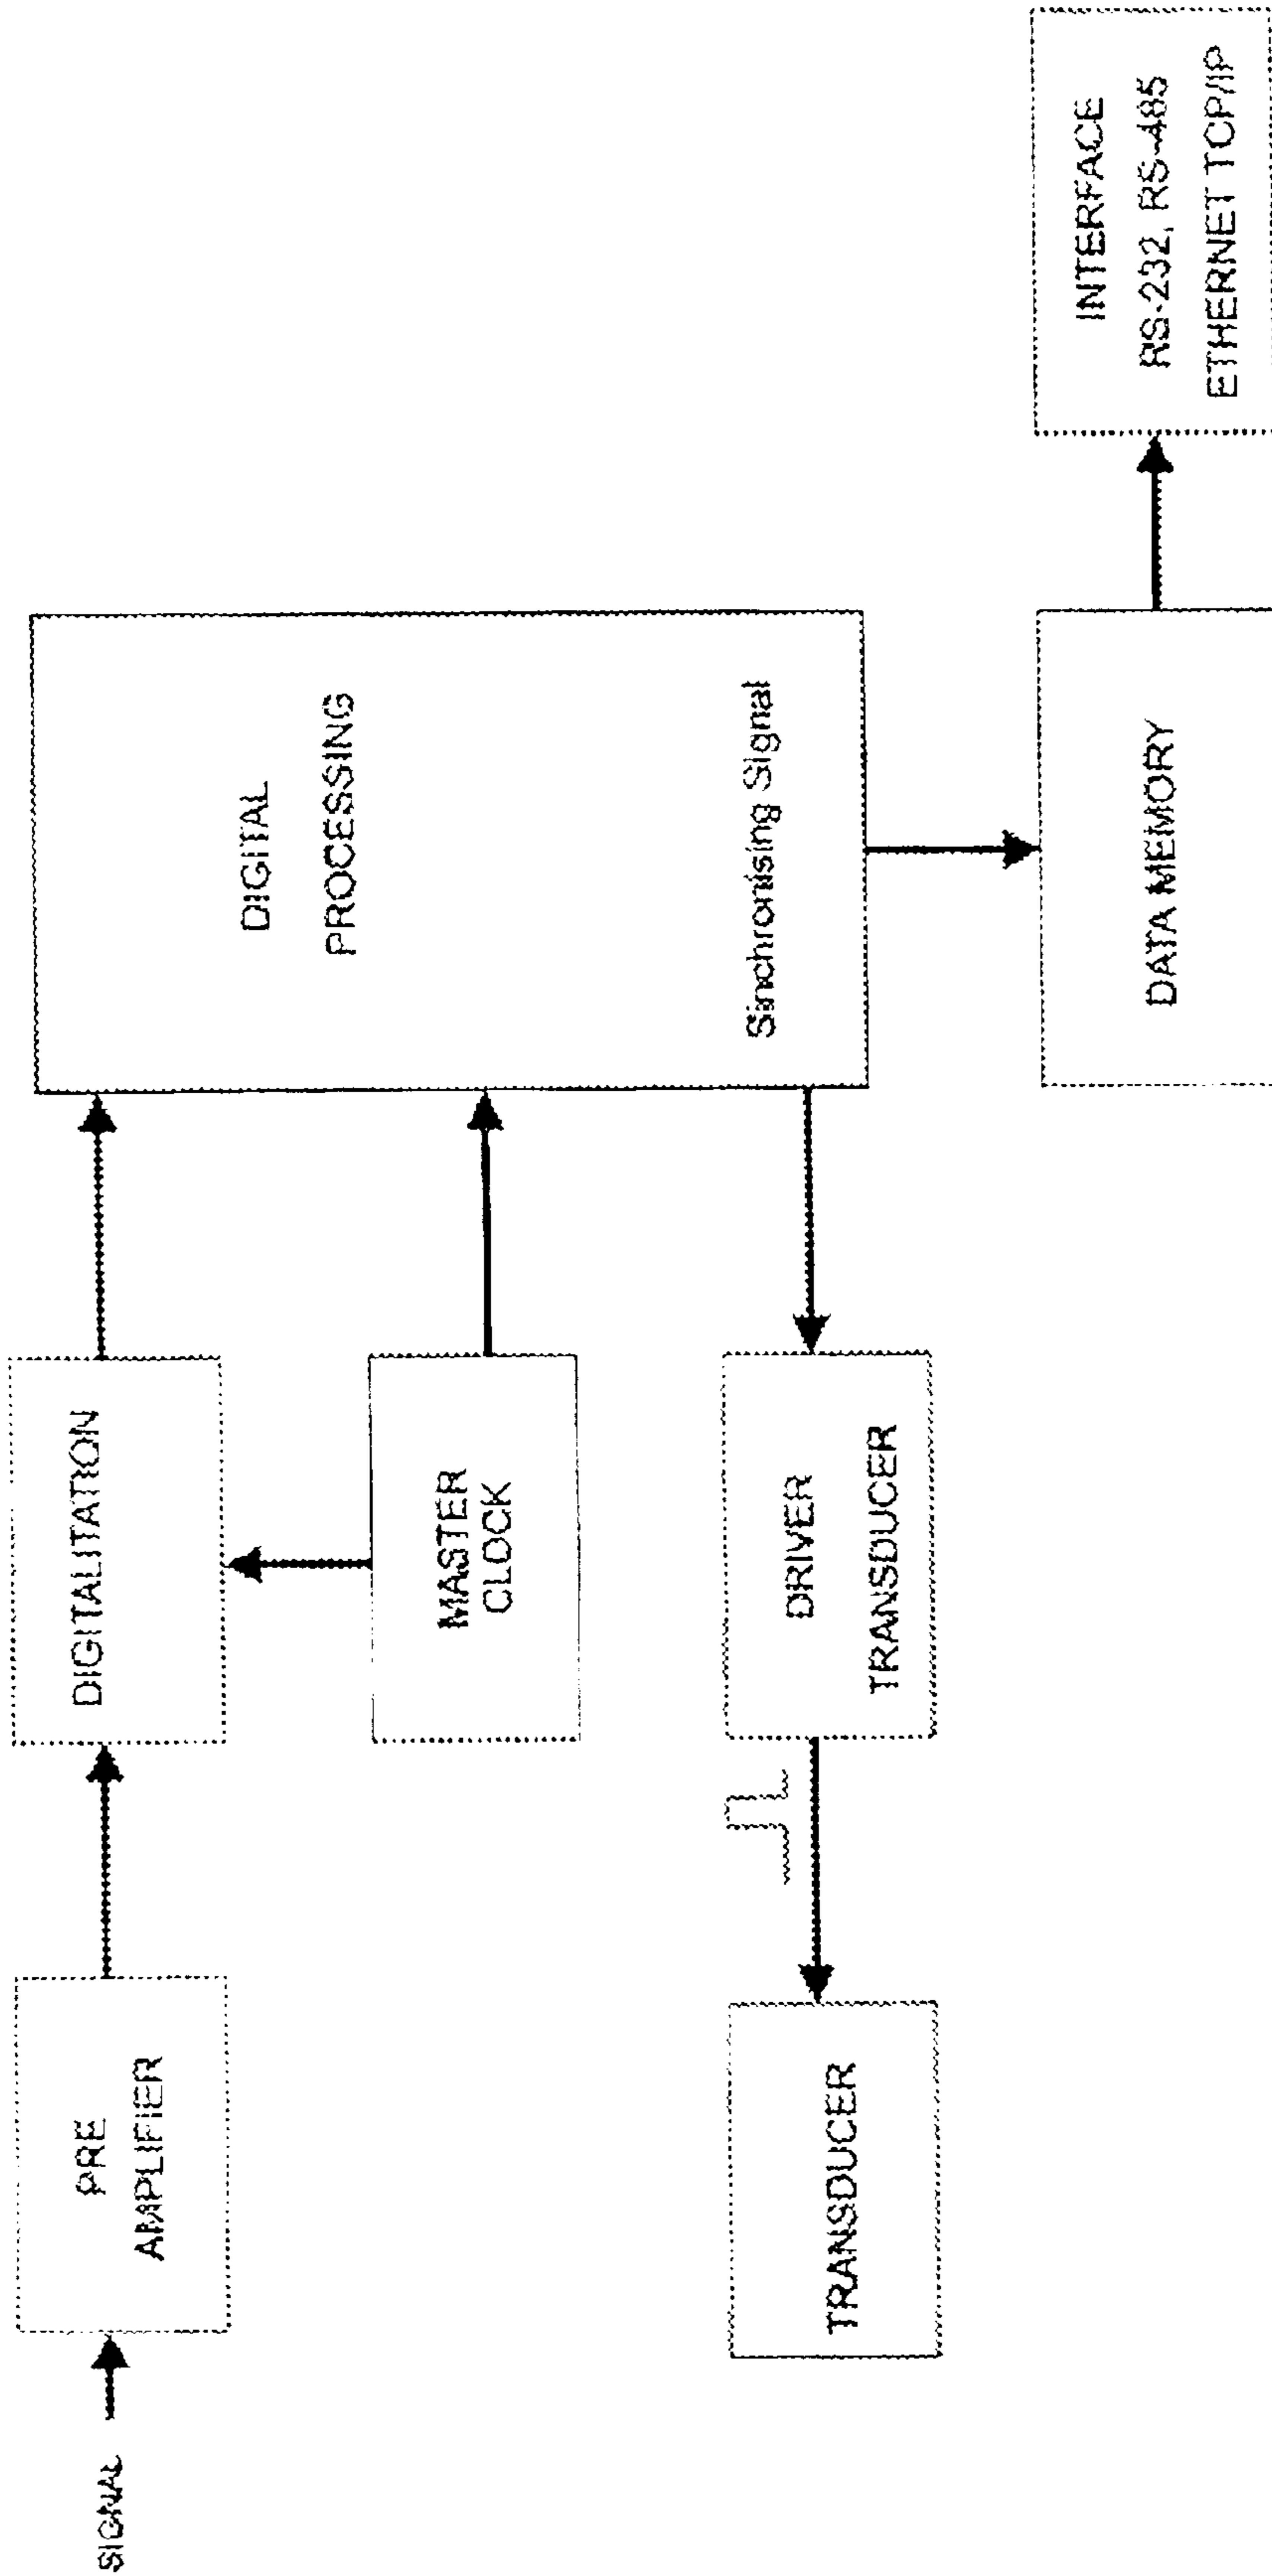 SIGNAL
PRE
AMPLIFIER
DIGITALITATION
DIGITAL
PROCESSING
MASTER
CLOCK
Sinchronising Signal
DRIVER
TRANSDUCER
TRANSDUCER
DATA MEMORY
INTERFACE
RS-232, RS-485
ETHERNET TCP/IP